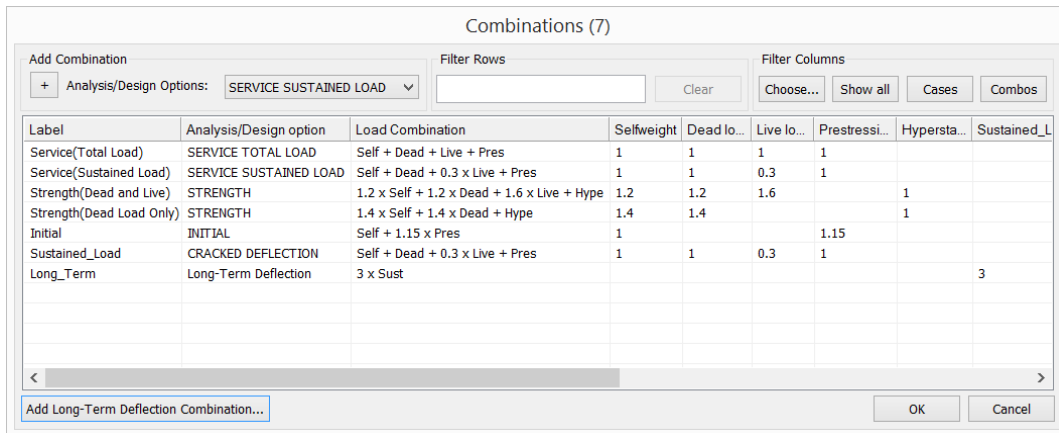 Combinations (7)
Add Combination Filter Rows Filter Columns
+ Analysis/Design Options: SERVICE SUSTAINED LOAD Clear Choose... Show all Cases Combos
Label Analysis/Design option Load Combination Selfweight Dead lo... Live lo... Prestressi... Hypersta... Sustained_L
Service(Total Load) SERVICE TOTAL LOAD Self + Dead + Live + Pres 1 1 1 1
Service(Sustained Load) SERVICE SUSTAINED LOAD Self + Dead + 0.3 x Live + Pres 1 1 0.3 1
Strength(Dead and Live) STRENGTH 1.2 x Self + 1.2 x Dead + 1.6 x Live + Hype 1.2 1.2 1.6 1
Strength(Dead Load Only) STRENGTH 1.4 x Self + 1.4 x Dead + Hype 1.4 1.4 1
Initial INITIAL Self + 1.15 x Pres 1 1.15
Sustained_Load CRACKED DEFLECTION Self + Dead + 0.3 x Live + Pres 1 1 0.3 1
Long_Term Long-Term Deflection 3 x Sust 3
Add Long-Term Deflection Combination... OK Cancel